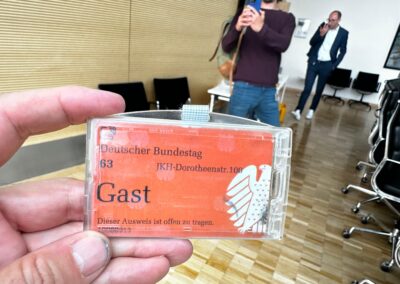 Deutscher Bundestag
63 JKH-Dorotheenstr. 100
Gast
Dieser Ausweis ist offen zu tragen.